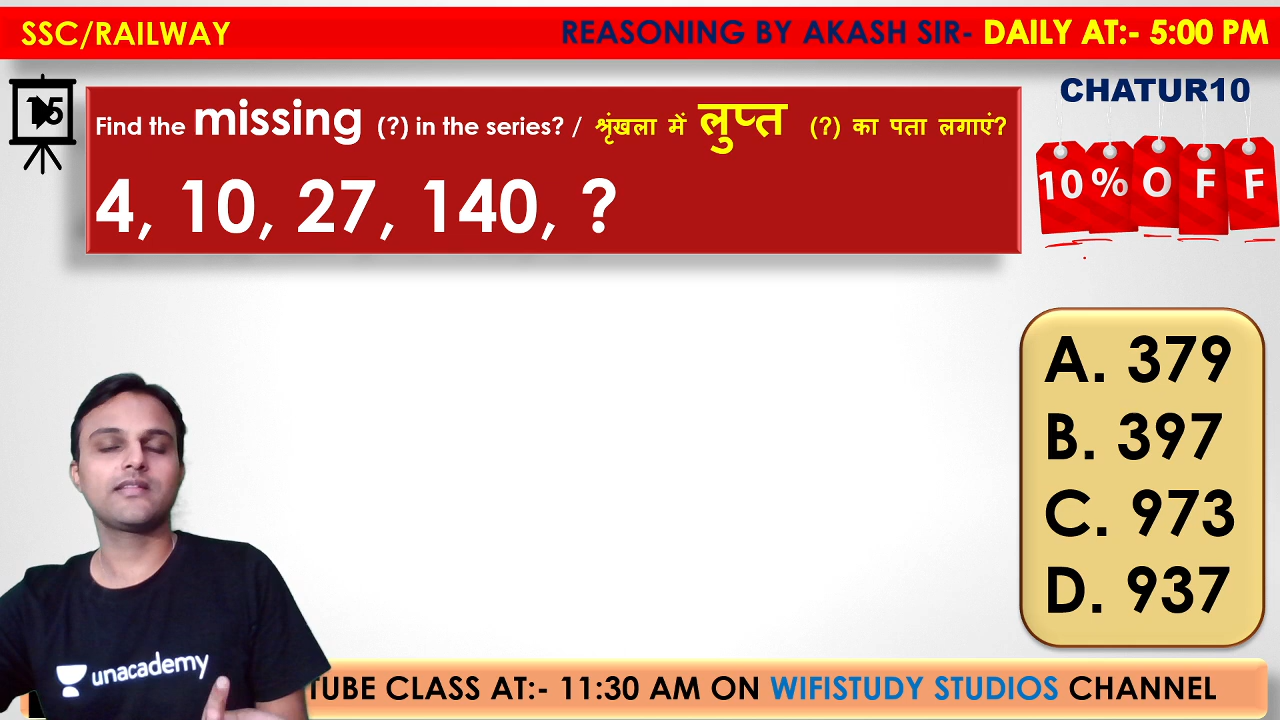 SSC/RAILWAY
REASONING BY AKASH SIR- DAILY AT:- 5:00 PM
15
Find the missing (?) in the series? / श्रृंखला में लुप्त (?) का पता लगाएं?
4, 10, 27, 140, ?
CHATUR10
10% OFF
A. 379
B. 397
C. 973
D. 937
unacademy
TUBE CLASS AT:- 11:30 AM ON WIFISTUDY STUDIOS CHANNEL